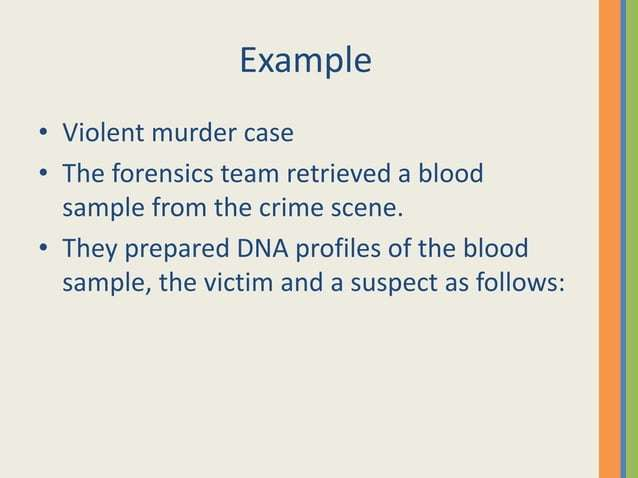 Example
• Violent murder case
• The forensics team retrieved a blood
sample from the crime scene.
• They prepared DNA profiles of the blood
sample, the victim and a suspect as follows: